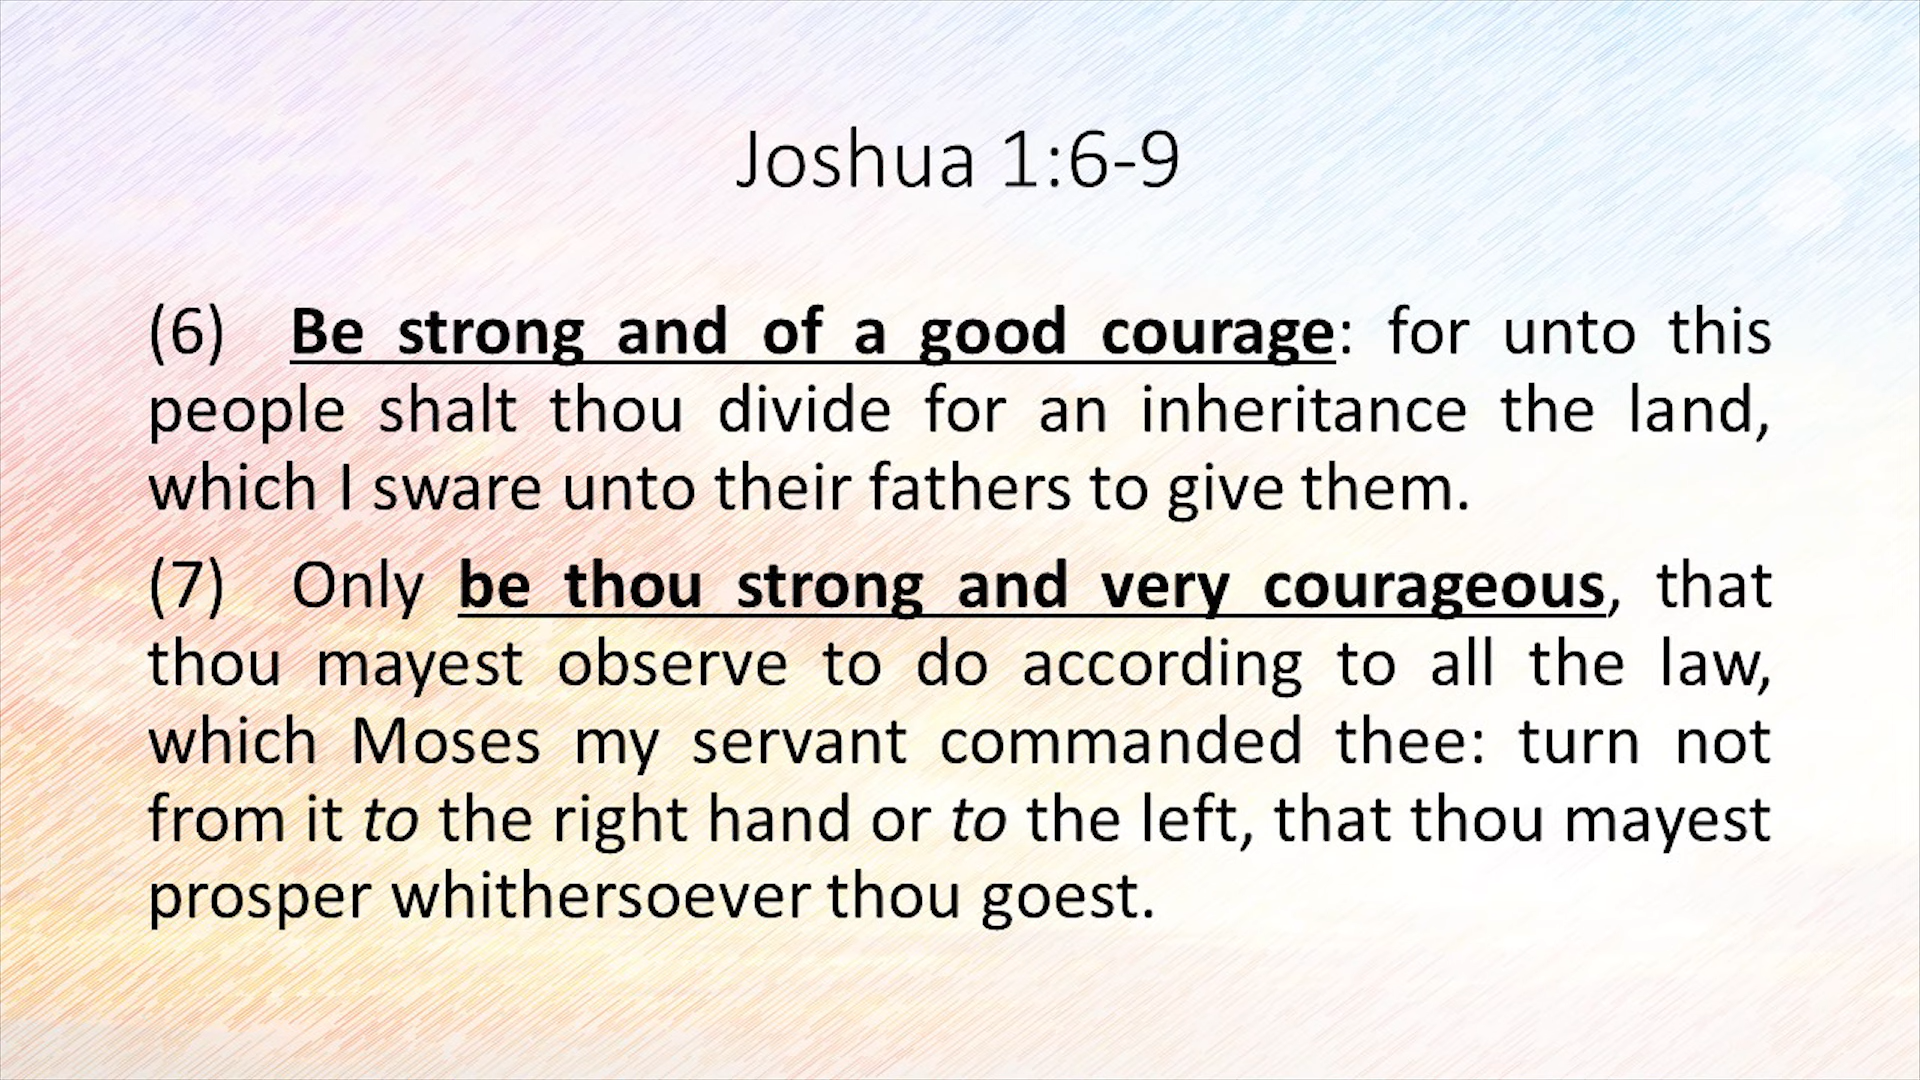 Joshua 1:6-9
(6) Be strong and of a good courage: for unto this
people shalt thou divide for an inheritance the land,
which I sware unto their fathers to give them.
(7) Only be thou strong and very courageous, that
thou mayest observe to do according to all the law,
which Moses my servant commanded thee: turn not
from it to the right hand or to the left, that thou mayest
prosper whithersoever thou goest.